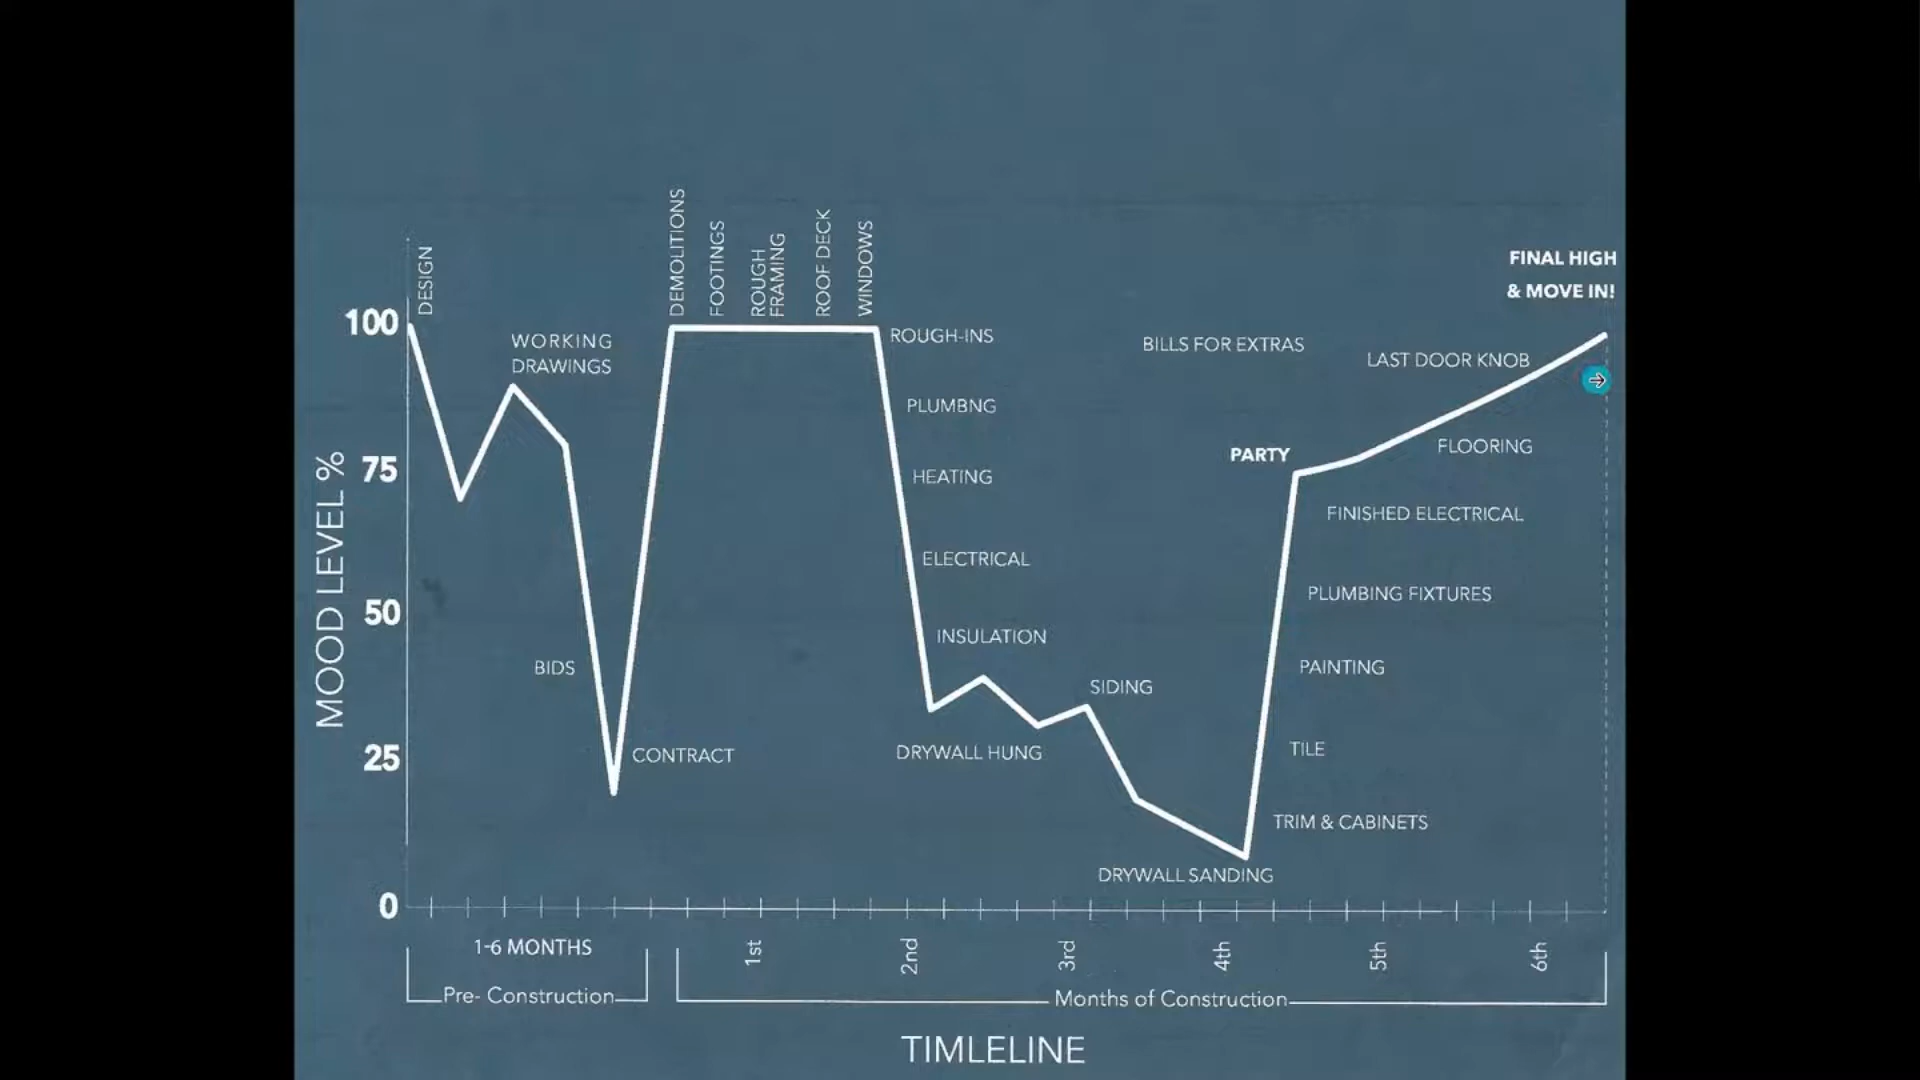 DESIGN
DEMOLITIONS
FOOTINGS
ROUGH
FRAMING
ROOF DECK
WINDOWS
FINAL HIGH
& MOVE IN!
100
WORKING
DRAWINGS
ROUGH-INS
BILLS FOR EXTRAS
LAST DOOR KNOB
PLUMBNG
FLOORING
PARTY
75
HEATING
FINISHED ELECTRICAL
MOOD LEVEL %
ELECTRICAL
PLUMBING FIXTURES
50
INSULATION
BIDS
PAINTING
SIDING
25
CONTRACT
DRYWALL HUNG
TILE
TRIM & CABINETS
DRYWALL SANDING
0
1-6 MONTHS
1st
2nd
3rd
4th
5th
6th
Pre- Construction
Months of Construction
TIMLELINE